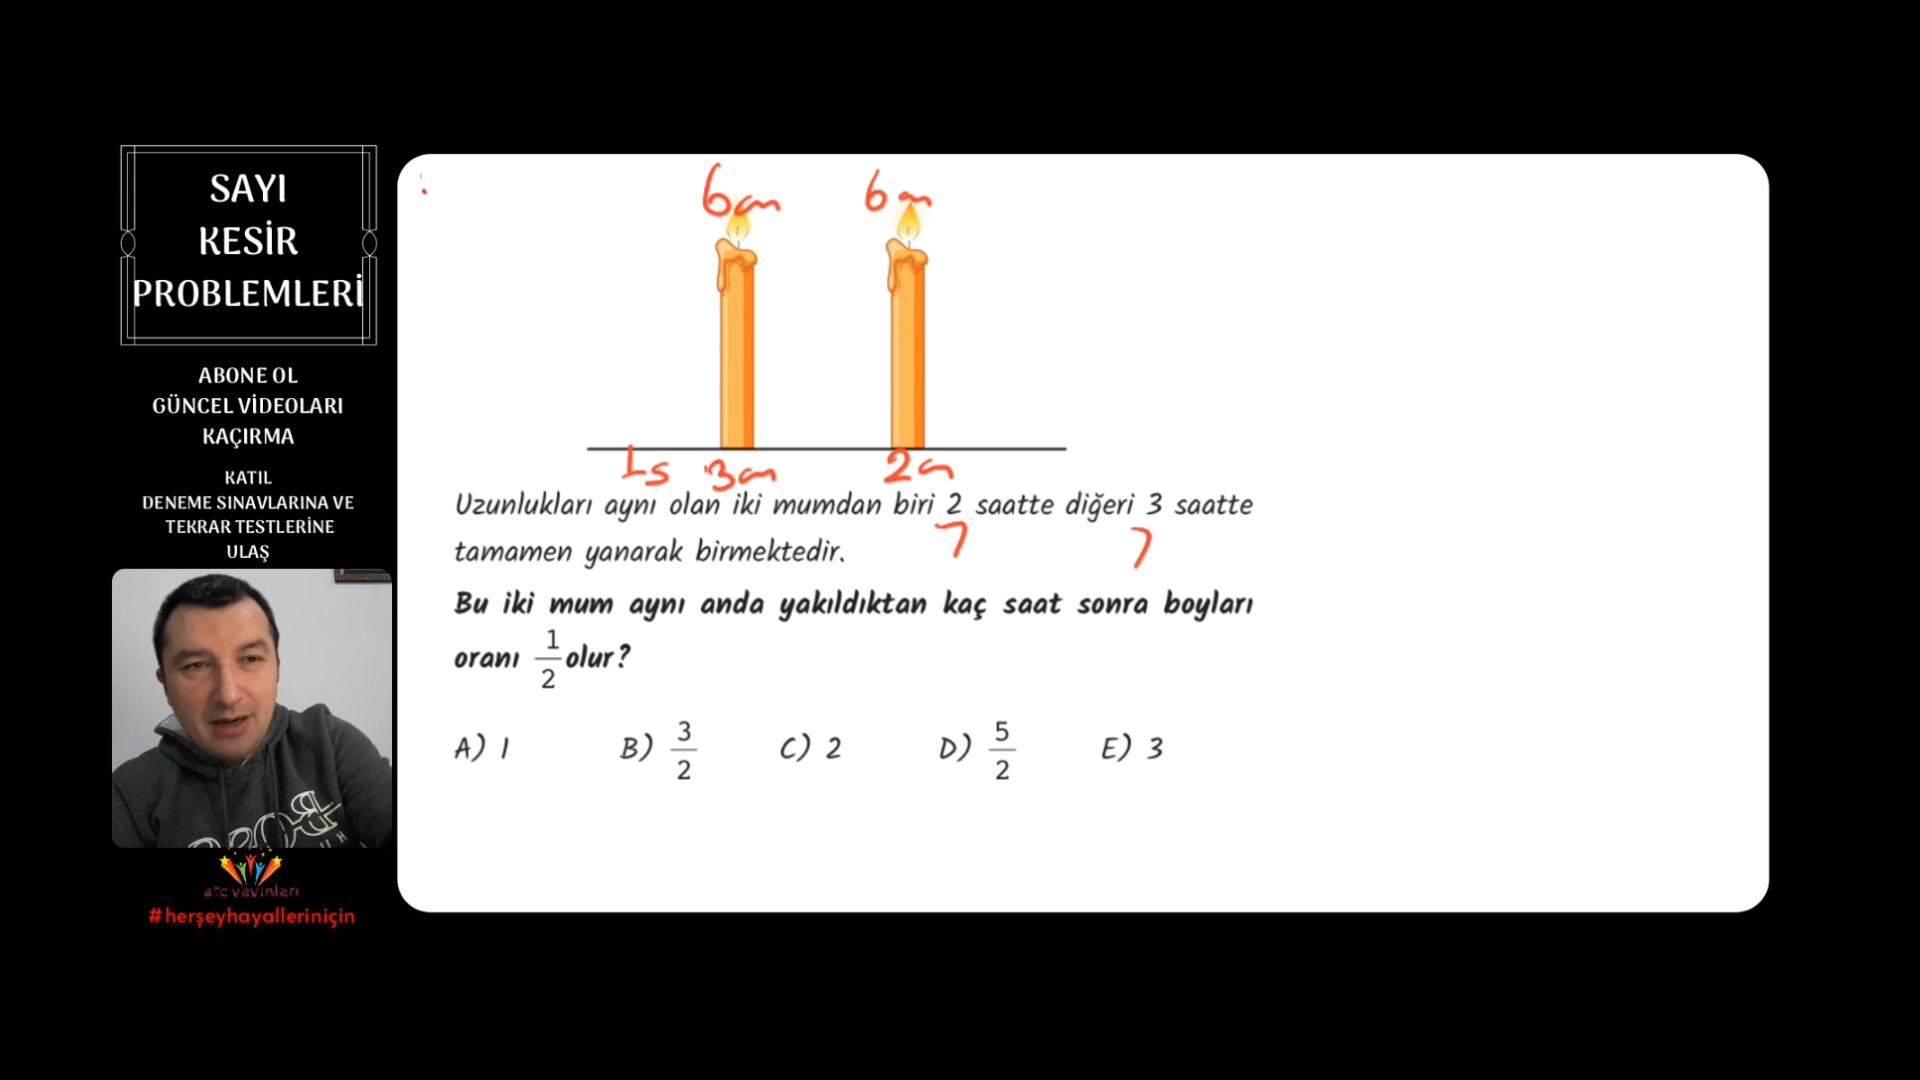 SAYI
KESİR
PROBLEMLERİ
ABONE OL
GÜNCEL VİDEOLARI
KAÇIRMA
KATIL
DENEME SINAVLARINA VE
TEKRAR TESTLERİNE
ULAŞ
atc yayınları
#herşeyhayalleriniçin
6cm 6cm
1s 3cm 2cm
Uzunlukları aynı olan iki mumdan biri 2 saatte diğeri 3 saatte
tamamen yanarak birmektedir.
Bu iki mum aynı anda yakıldıktan kaç saat sonra boyları
oranı 1/2 olur?
A) 1 B) 3/2 C) 2 D) 5/2 E) 3